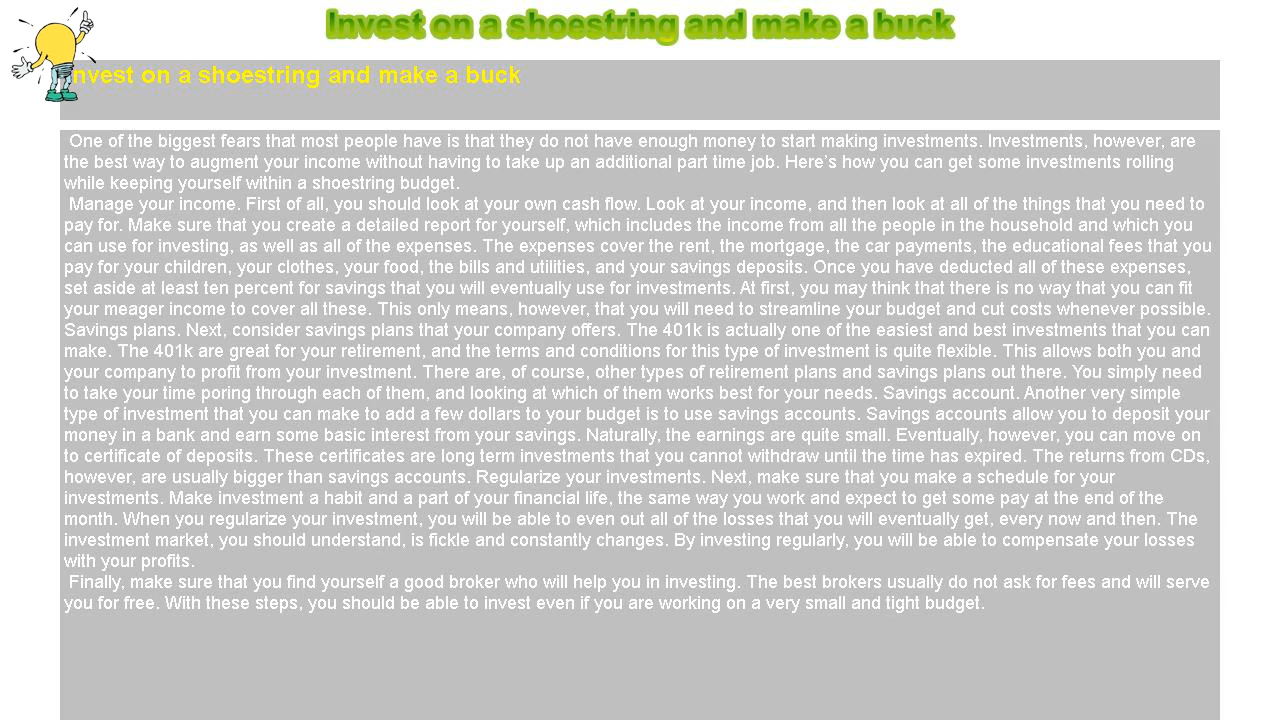 Invest on a shoestring and make a buck
Invest on a shoestring and make a buck
One of the biggest fears that most people have is that they do not have enough money to start making investments. Investments, however, are
the best way to augment your income without having to take up an additional part time job. Here's how you can get some investments rolling
while keeping yourself within a shoestring budget.
Manage your income. First of all, you should look at your own cash flow. Look at your income, and then look at all of the things that you need to
pay for. Make sure that you create a detailed report for yourself, which includes the income from all the people in the household and which you
can use for investing, as well as all of the expenses. The expenses cover the rent, the mortgage, the car payments, the educational fees that you
pay for your children, your clothes, your food, the bills and utilities, and your savings deposits. Once you have deducted all of these expenses,
set aside at least ten percent for savings that you will eventually use for investments. At first, you may think that there is no way that you can fit
your meager income to cover all these. This only means, however, that you will need to streamline your budget and cut costs whenever possible.
Savings plans. Next, consider savings plans that your company offers. The 401k is actually one of the easiest and best investments that you can
make. The 401k are great for your retirement, and the terms and conditions for this type of investment is quite flexible. This allows both you and
your company to profit from your investment. There are, of course, other types of retirement plans and savings plans out there. You simply need
to take your time poring through each of them, and looking at which of them works best for your needs. Savings account. Another very simple
type of investment that you can make to add a few dollars to your budget is to use savings accounts. Savings accounts allow you to deposit your
money in a bank and earn some basic interest from your savings. Naturally, the earnings are quite small. Eventually, however, you can move on
to certificate of deposits. These certificates are long term investments that you cannot withdraw until the time has expired. The returns from CDs,
however, are usually bigger than savings accounts. Regularize your investments. Next, make sure that you make a schedule for your
investments. Make investment a habit and a part of your financial life, the same way you work and expect to get some pay at the end of the
month. When you regularize your investment, you will be able to even out all of the losses that you will eventually get, every now and then. The
investment market, you should understand, is fickle and constantly changes. By investing regularly, you will be able to compensate your losses
with your profits.
Finally, make sure that you find yourself a good broker who will help you in investing. The best brokers usually do not ask for fees and will serve
you for free. With these steps, you should be able to invest even if you are working on a very small and tight budget.